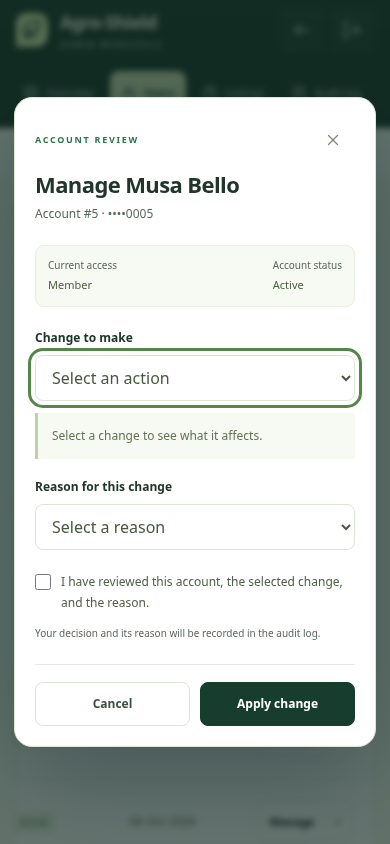 Agro Shield
ACCOUNT REVIEW
Manage Musa Bello
Account #5 · ••••0005
Current access
Account status
Member
Active
Change to make
Select an action
Select a change to see what it affects.
Reason for this change
Select a reason
I have reviewed this account, the selected change,
and the reason.
Your decision and its reason will be recorded in the audit log.
Cancel
Apply change
Manage